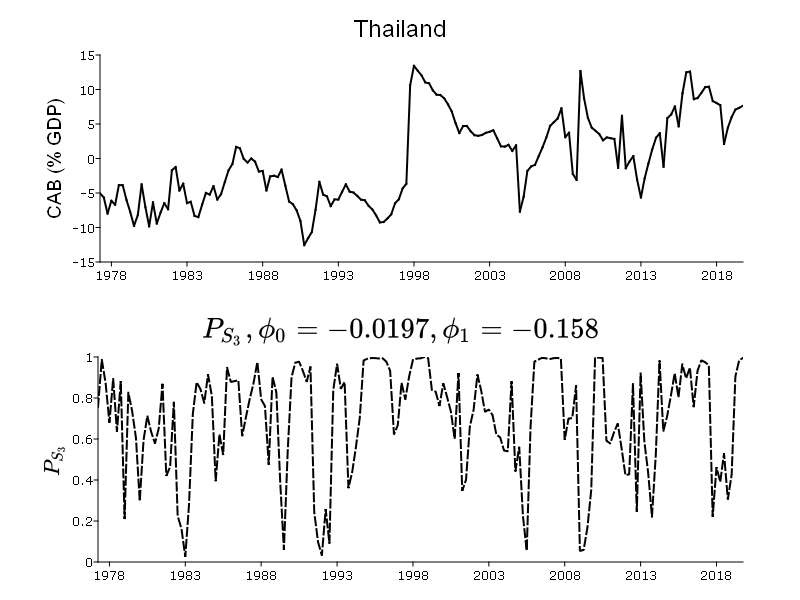 Thailand
CAB (% GDP)
15
10
5
0
−5
−10
−15
1978 1983 1988 1993 1998 2003 2008 2013 2018
P_{S_3}, ϕ_0 = −0.0197, ϕ_1 = −0.158
P_{S_3}
1
0.8
0.6
0.4
0.2
0
1978 1983 1988 1993 1998 2003 2008 2013 2018